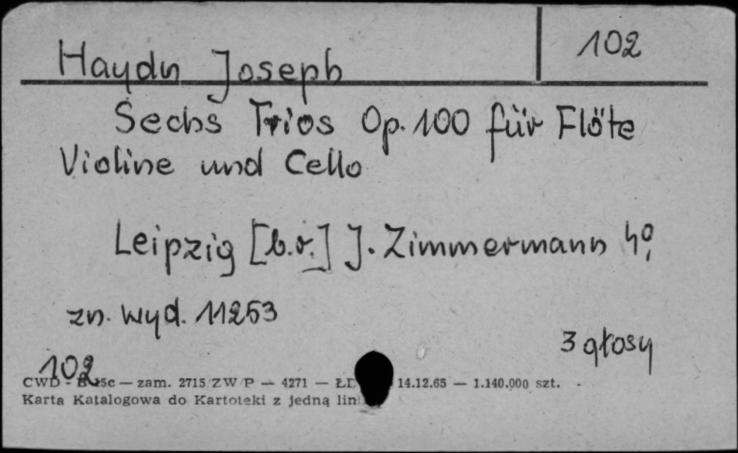 Haydn Joseph 102
Sechs Trios Op. 100 für Flöte
Violine und Cello
Leipzig [b.r.] J. Zimmermann 4°,
zn. wyd. 11253
3 głosy
102
CWD - 5c — zam. 2715/ZW/P — 4271 — 14.12.65 — 1.140.000 szt.
Karta Katalogowa do Kartoteki z jedną